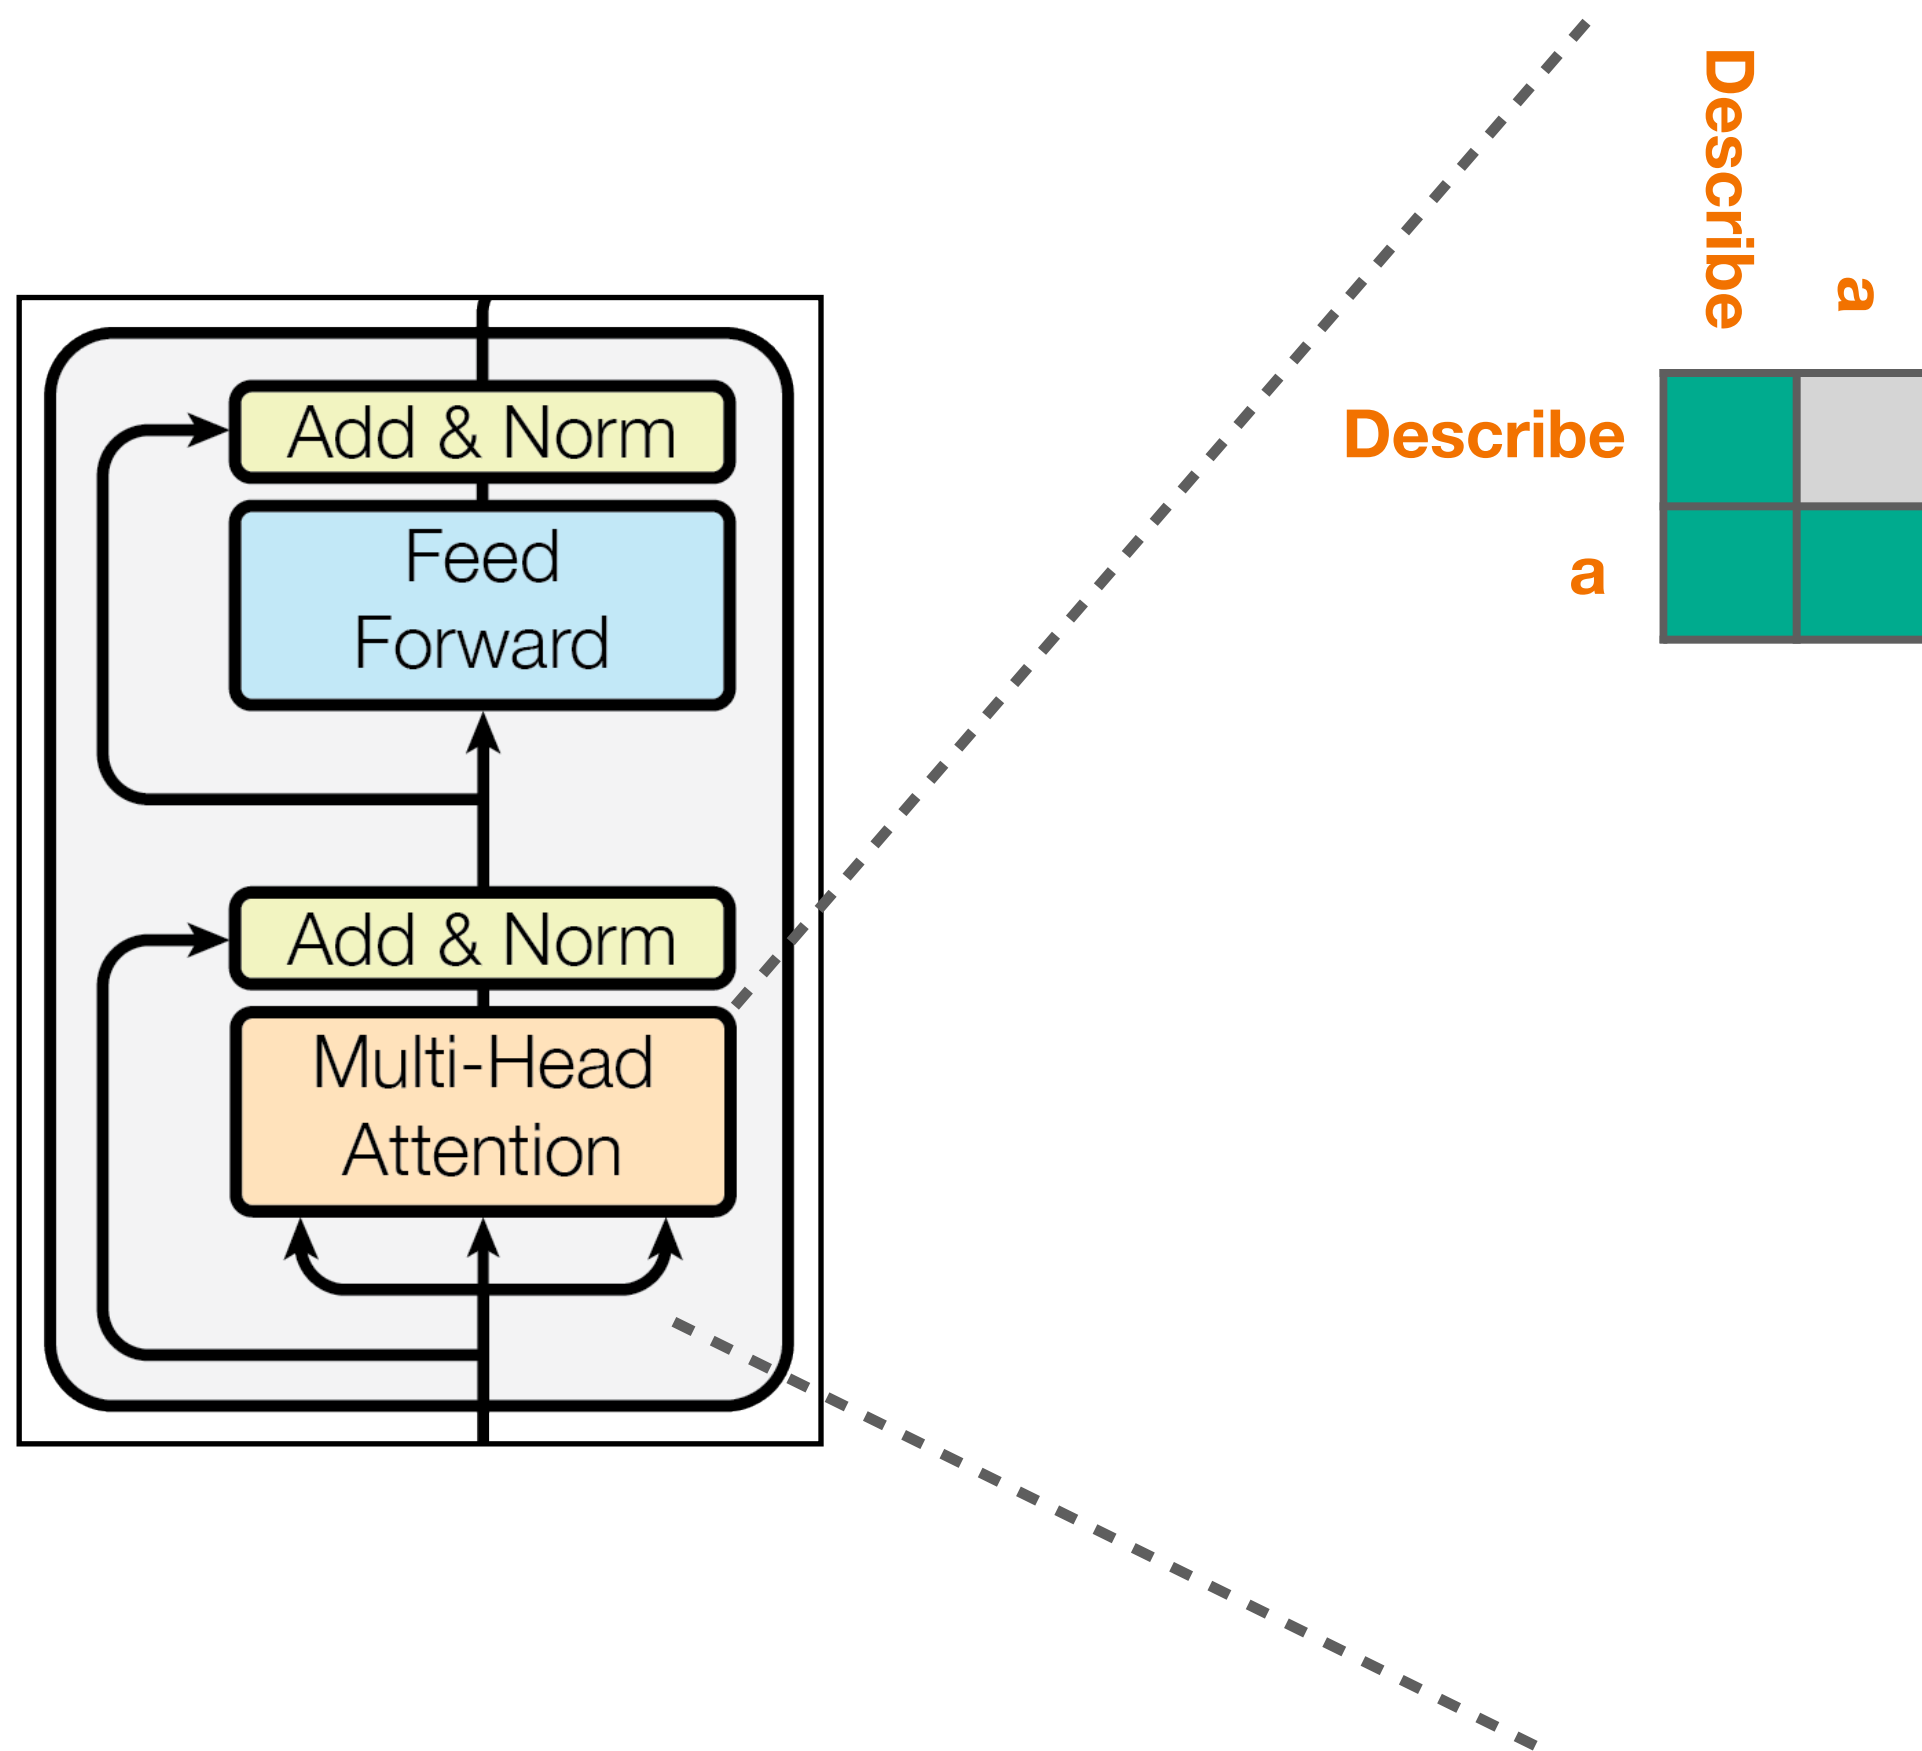 Add & Norm
Feed
Forward
Add & Norm
Multi-Head
Attention
Describe
a
Describe
a